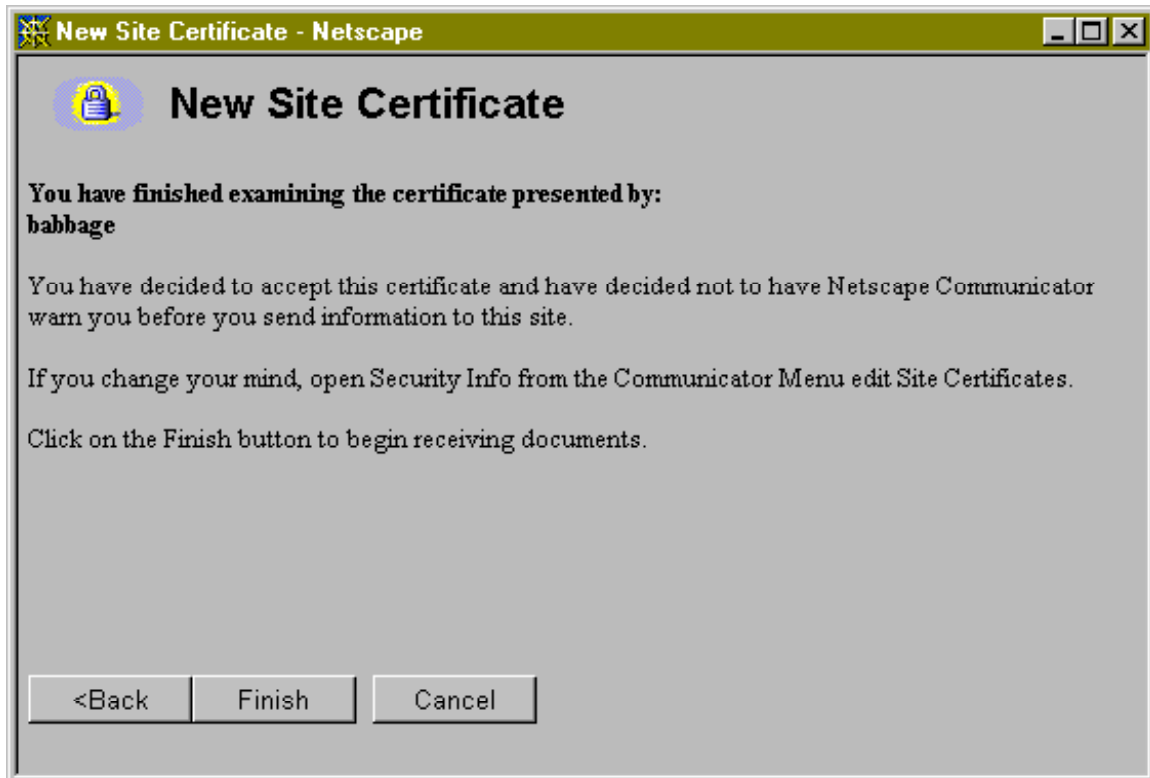 New Site Certificate - Netscape
New Site Certificate
You have finished examining the certificate presented by:
babbage
You have decided to accept this certificate and have decided not to have Netscape Communicator
warn you before you send information to this site.
If you change your mind, open Security Info from the Communicator Menu edit Site Certificates.
Click on the Finish button to begin receiving documents.
<Back Finish Cancel